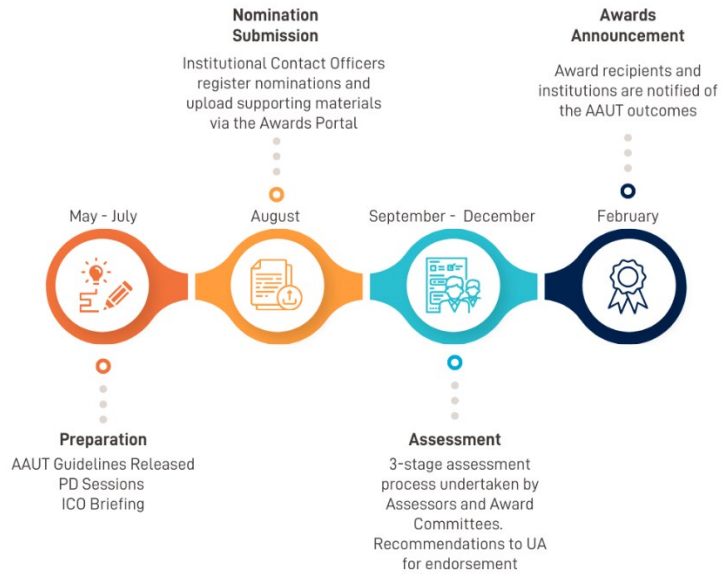 Nomination
Submission
Institutional Contact Officers
register nominations and
upload supporting materials
via the Awards Portal
Awards
Announcement
Award recipients and
institutions are notified of
the AAUT outcomes
May - July
August
September - December
February
Preparation
AAUT Guidelines Released
PD Sessions
ICO Briefing
Assessment
3-stage assessment
process undertaken by
Assessors and Award
Committees.
Recommendations to UA
for endorsement